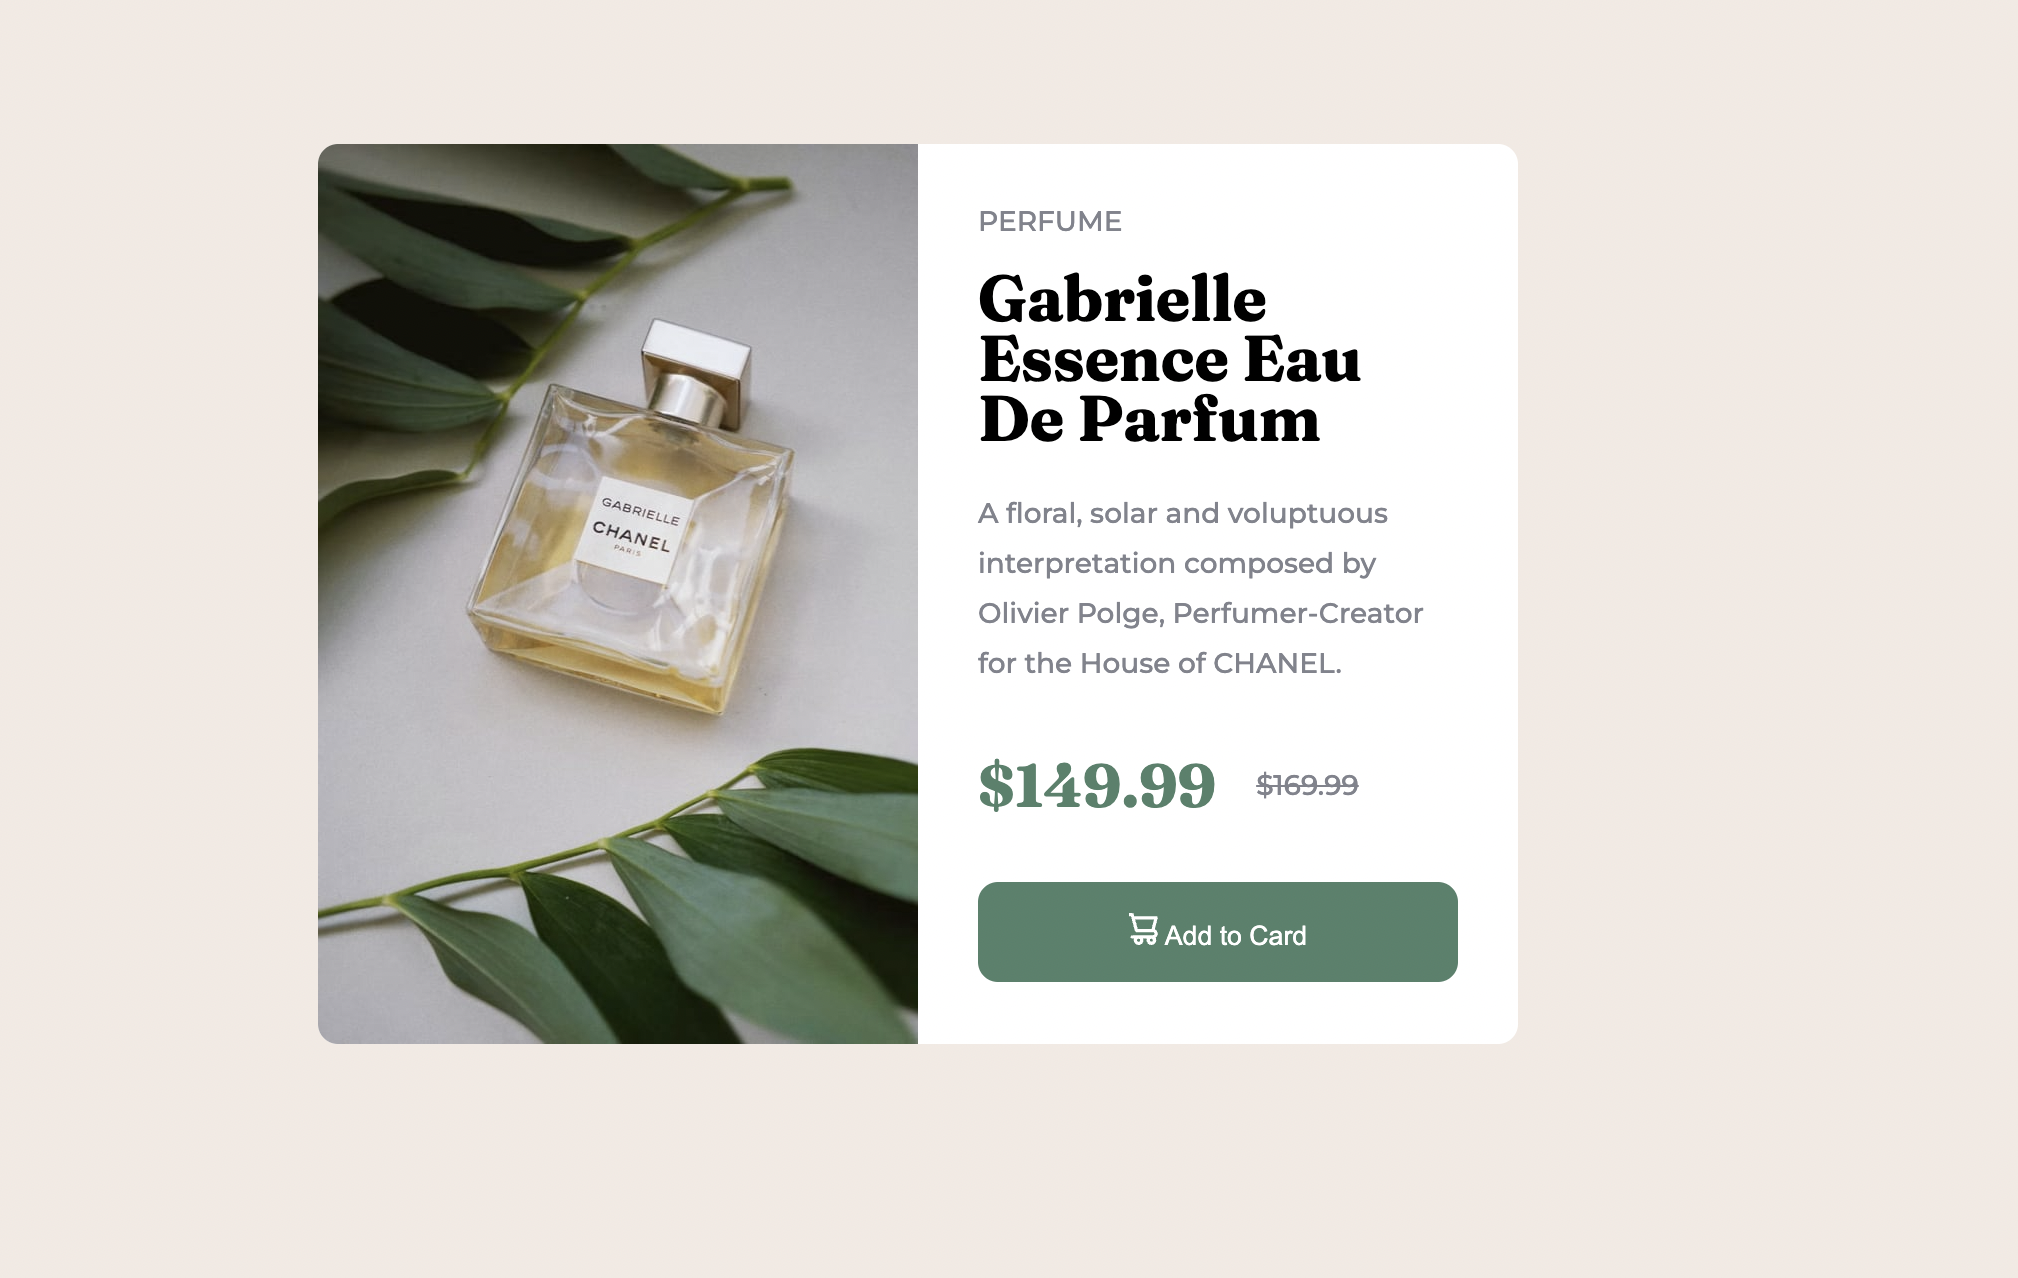 GABRIELLE
CHANEL
PARIS
PERFUME
Gabrielle
Essence Eau
De Parfum
A floral, solar and voluptuous
interpretation composed by
Olivier Polge, Perfumer-Creator
for the House of CHANEL.
$149.99 $169.99
Add to Card